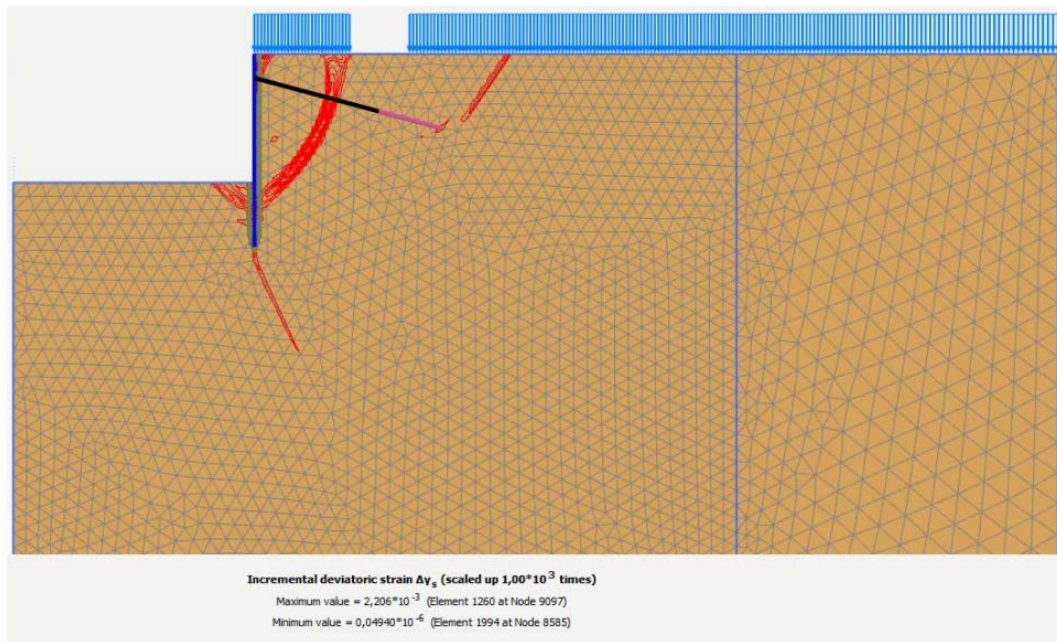 Incremental deviatoric strain Δγs (scaled up 1,00*10³ times)
Maximum value = 2,206*10⁻³ (Element 1260 at Node 9097)
Minimum value = 0,04940*10⁻⁶ (Element 1994 at Node 8585)